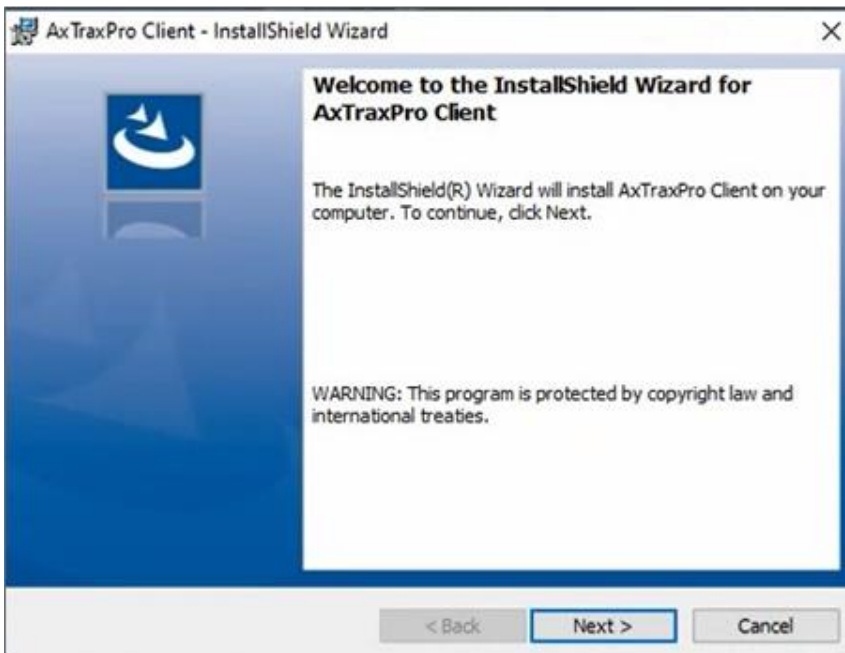 AxTraxPro Client - InstallShield Wizard
Welcome to the InstallShield Wizard for
AxTraxPro Client
The InstallShield(R) Wizard will install AxTraxPro Client on your
computer. To continue, click Next.
WARNING: This program is protected by copyright law and
international treaties.
< Back
Next >
Cancel